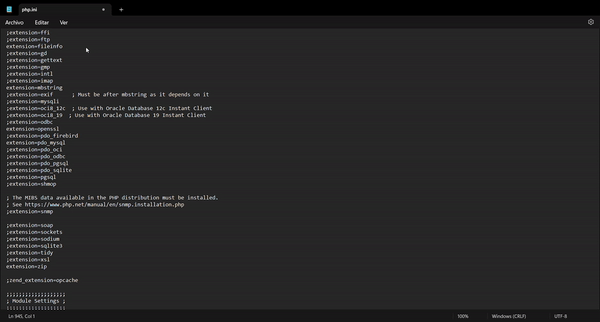 php.ini
Archivo Editar Ver
;extension=ffi
;extension=ftp
extension=fileinfo
;extension=gd
;extension=gettext
;extension=gmp
;extension=intl
;extension=imap
extension=mbstring
;extension=exif      ; Must be after mbstring as it depends on it
;extension=mysqli
;extension=oci8_12c  ; Use with Oracle Database 12c Instant Client
;extension=oci8_19  ; Use with Oracle Database 19 Instant Client
;extension=odbc
extension=openssl
;extension=pdo_firebird
extension=pdo_mysql
;extension=pdo_oci
;extension=pdo_odbc
;extension=pdo_pgsql
;extension=pdo_sqlite
;extension=pgsql
;extension=shmop
; The MIBS data available in the PHP distribution must be installed.
; See https://www.php.net/manual/en/snmp.installation.php
;extension=snmp
;extension=soap
;extension=sockets
;extension=sodium
;extension=sqlite3
;extension=tidy
;extension=xsl
extension=zip
;zend_extension=opcache
;;;;;;;;;;;;;;;;;;;
; Module Settings ;
;;;;;;;;;;;;;;;;;;;
Ln 945, Col 1 100% Windows (CRLF) UTF-8